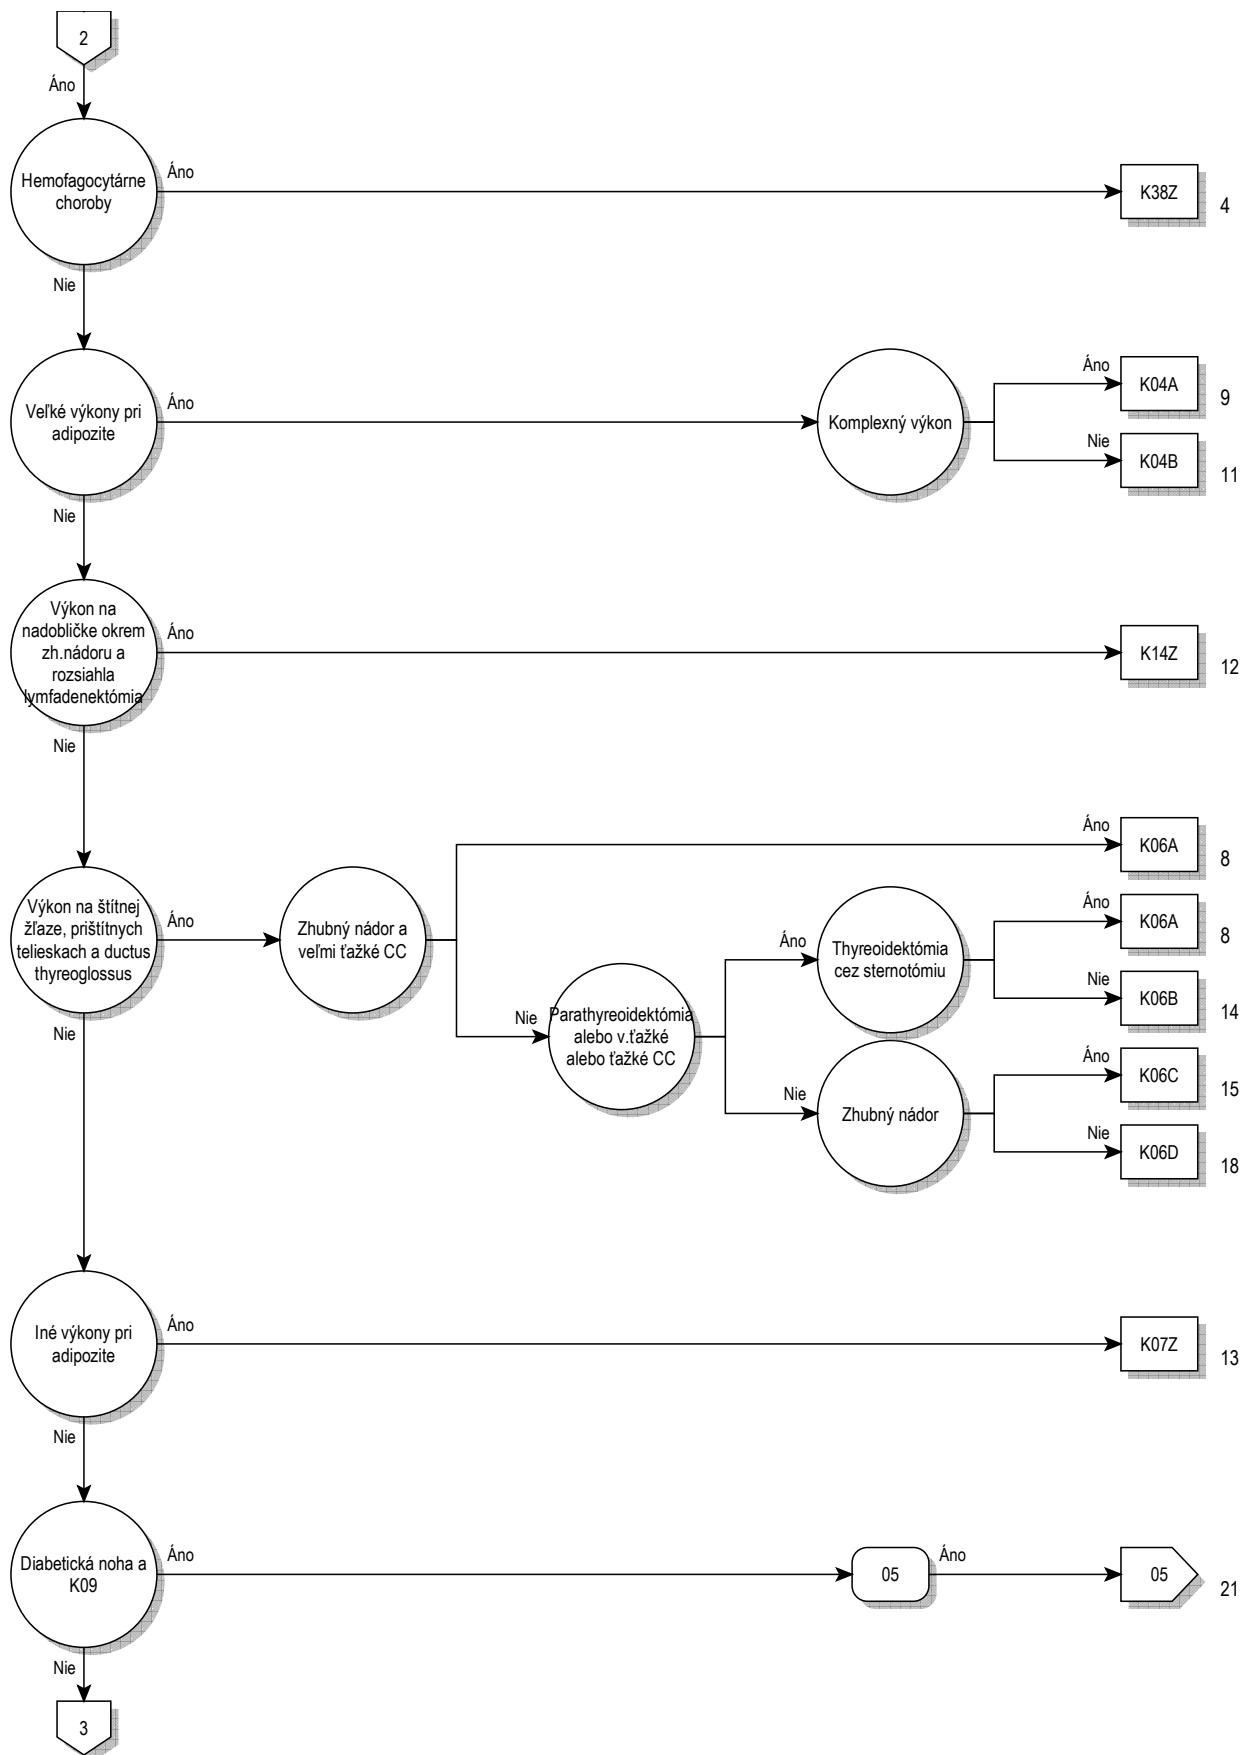 2
Áno
Hemofagocytárne
choroby
Áno
K38Z
4
Nie
Veľké výkony pri
adipozite
Áno
Komplexný výkon
Áno
K04A
9
Nie
K04B
11
Nie
Výkon na
nadobličke okrem
zh.nádoru a
rozsiahla
lymfadenektómia
Áno
K14Z
12
Nie
Výkon na štítnej
žľaze, prištítnych
telieskach a ductus
thyreoglossus
Áno
Zhubný nádor a
veľmi ťažké CC
Áno
K06A
8
Nie
Parathyreoidektómia
alebo v.ťažké
alebo ťažké CC
Áno
Thyreoidektómia
cez sternotómiu
Áno
K06A
8
Nie
K06B
14
Nie
Zhubný nádor
Áno
K06C
15
Nie
K06D
18
Nie
Iné výkony pri
adipozite
Áno
K07Z
13
Nie
Diabetická noha a
K09
Áno
05
Áno
05
21
Nie
3